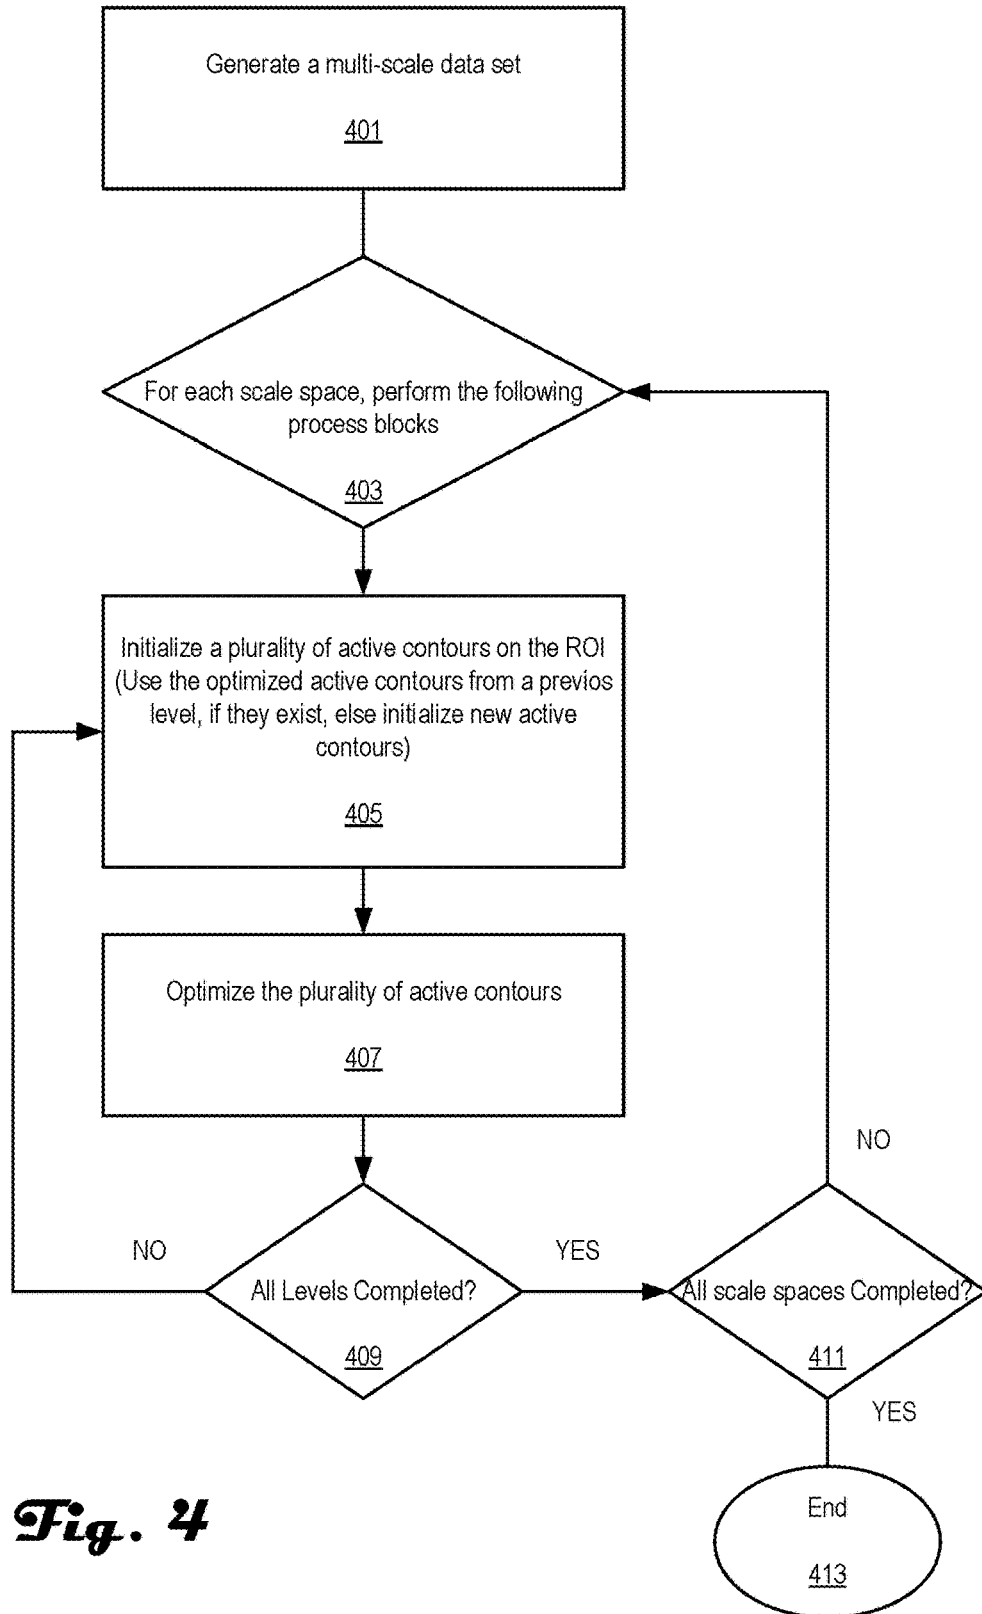 Generate a multi-scale data set
401
For each scale space, perform the following
process blocks
403
Initialize a plurality of active contours on the ROI
(Use the optimized active contours from a previos
level, if they exist, else initialize new active
contours)
405
Optimize the plurality of active contours
407
NO
All Levels Completed?
409
YES
NO
All scale spaces Completed?
411
YES
End
413
Fig. 4